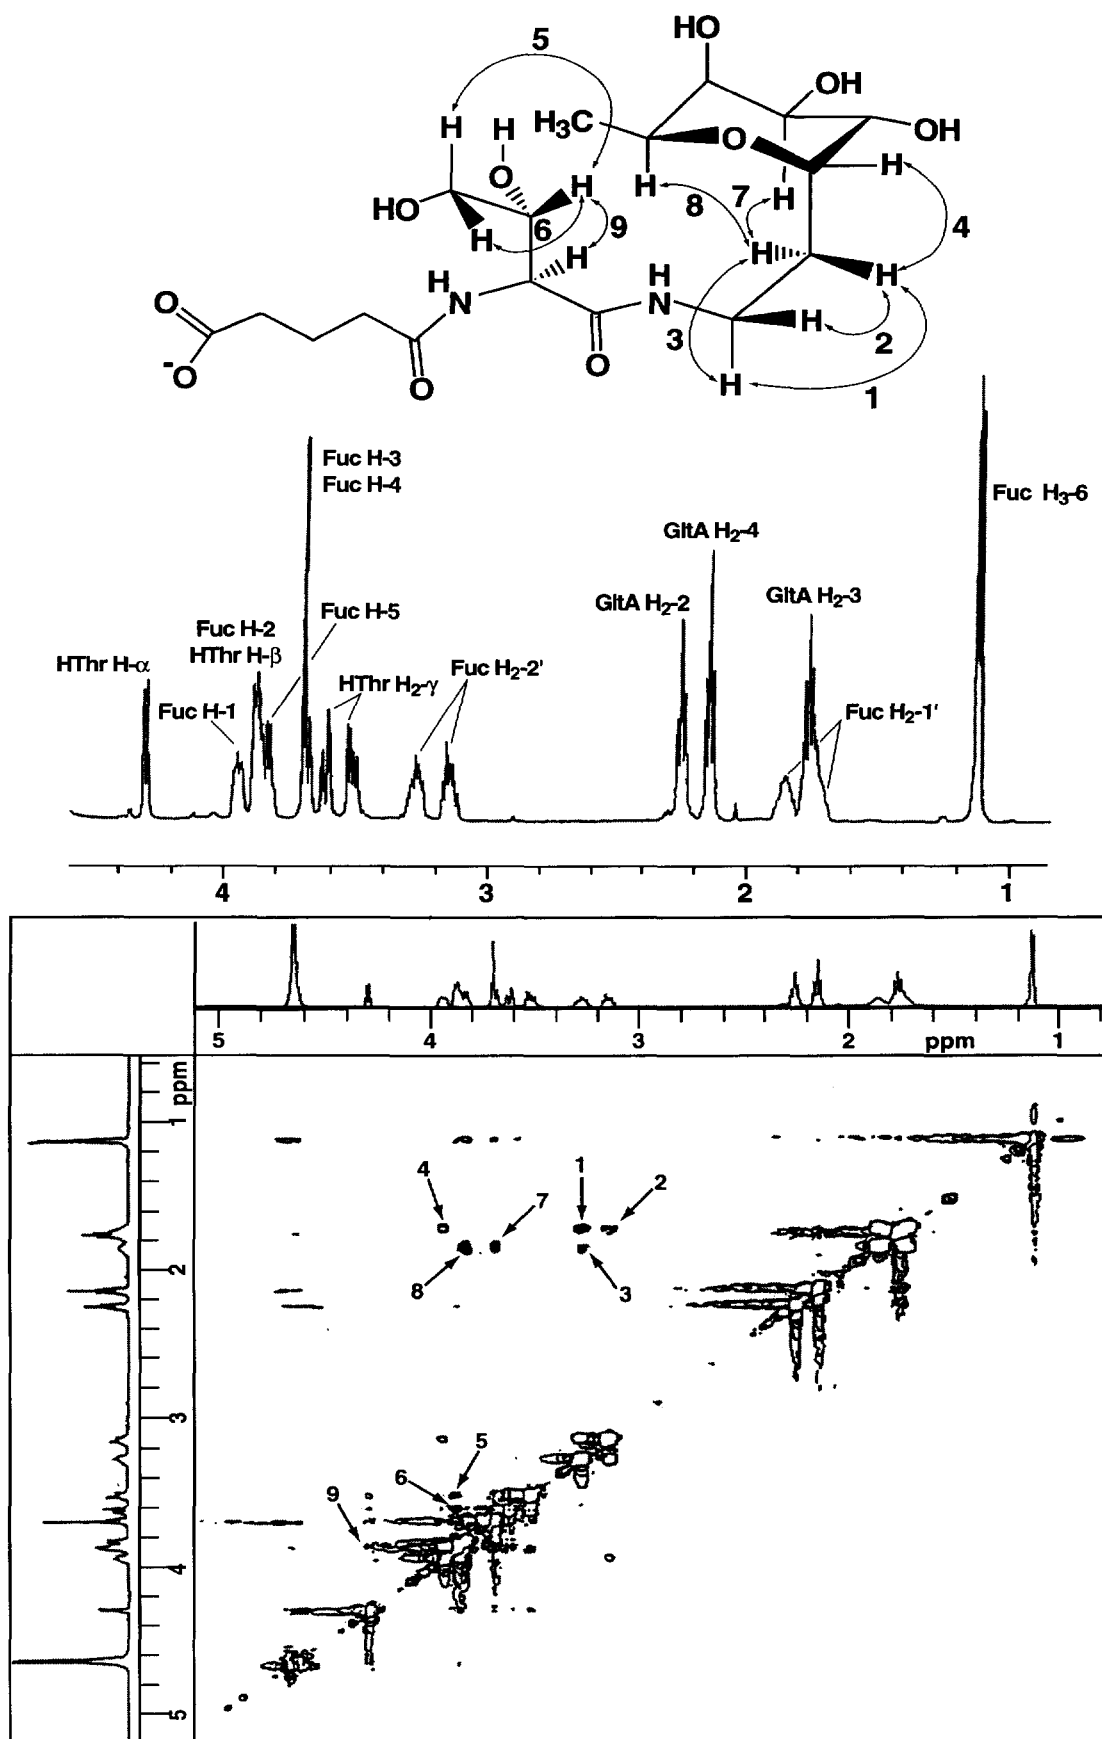 HO
5
OH
H
H
H₃C
O
OH
O
H
H
H
HO
7
H
8
4
H
6
9
H
H
H
H
H
O
N
N
H
3
2
⁻O
O
O
H
1
Fuc H-3
Fuc H-4
Fuc H₃-6
GltA H₂-4
Fuc H-5
GltA H₂-2
GltA H₂-3
Fuc H-2
HThr H-β
HThr H-α
HThr H₂-γ
Fuc H₂-2'
Fuc H-1
Fuc H₂-1'
4 3 2 1
5 4 3 2 ppm 1
1 ppm
4 1 2
7
2
8 3
3
5
6
9
4
5